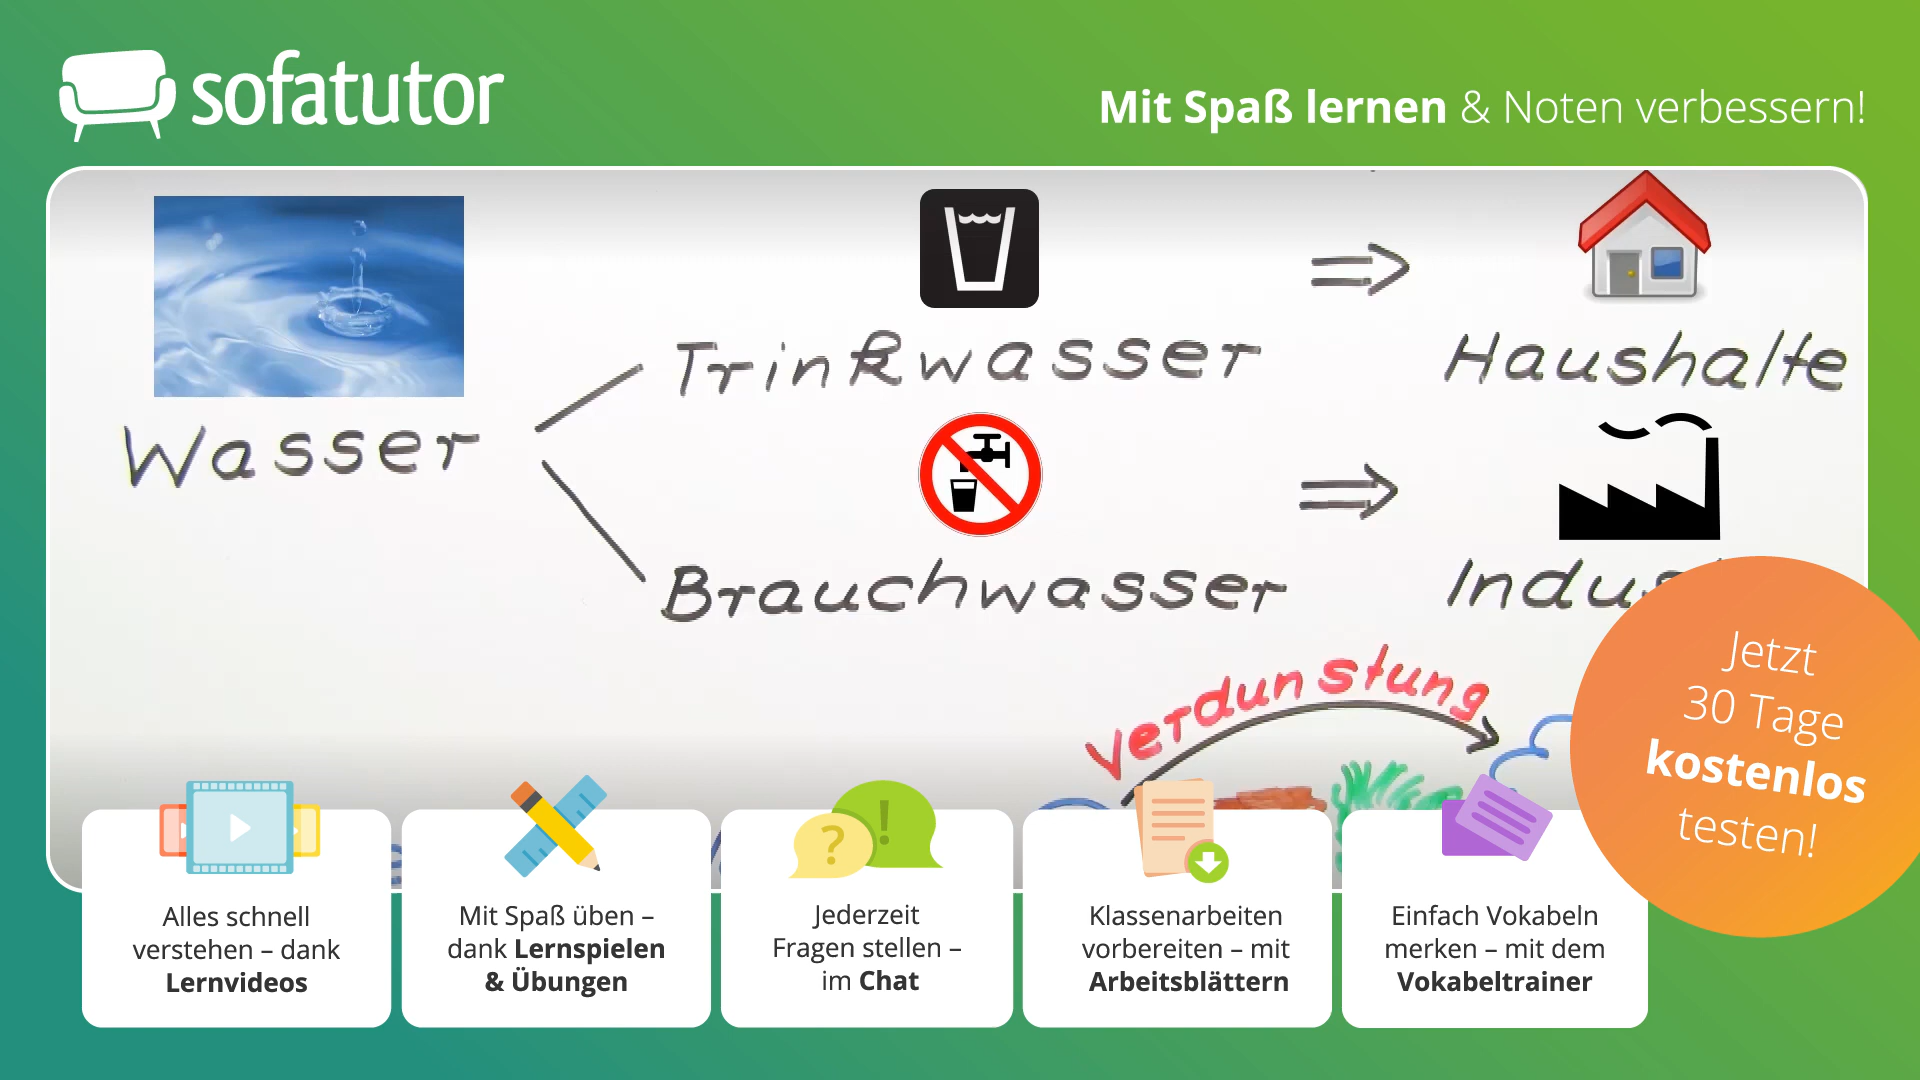 sofatutor
Mit Spaß lernen & Noten verbessern!
Trinkwasser
Haushalte
Wasser
Brauchwasser
Indus
Verdunstung
Jetzt
30 Tage
kostenlos
testen!
Alles schnell
verstehen – dank
Lernvideos
Mit Spaß üben –
dank Lernspielen
& Übungen
Jederzeit
Fragen stellen –
im Chat
Klassenarbeiten
vorbereiten – mit
Arbeitsblättern
Einfach Vokabeln
merken – mit dem
Vokabeltrainer